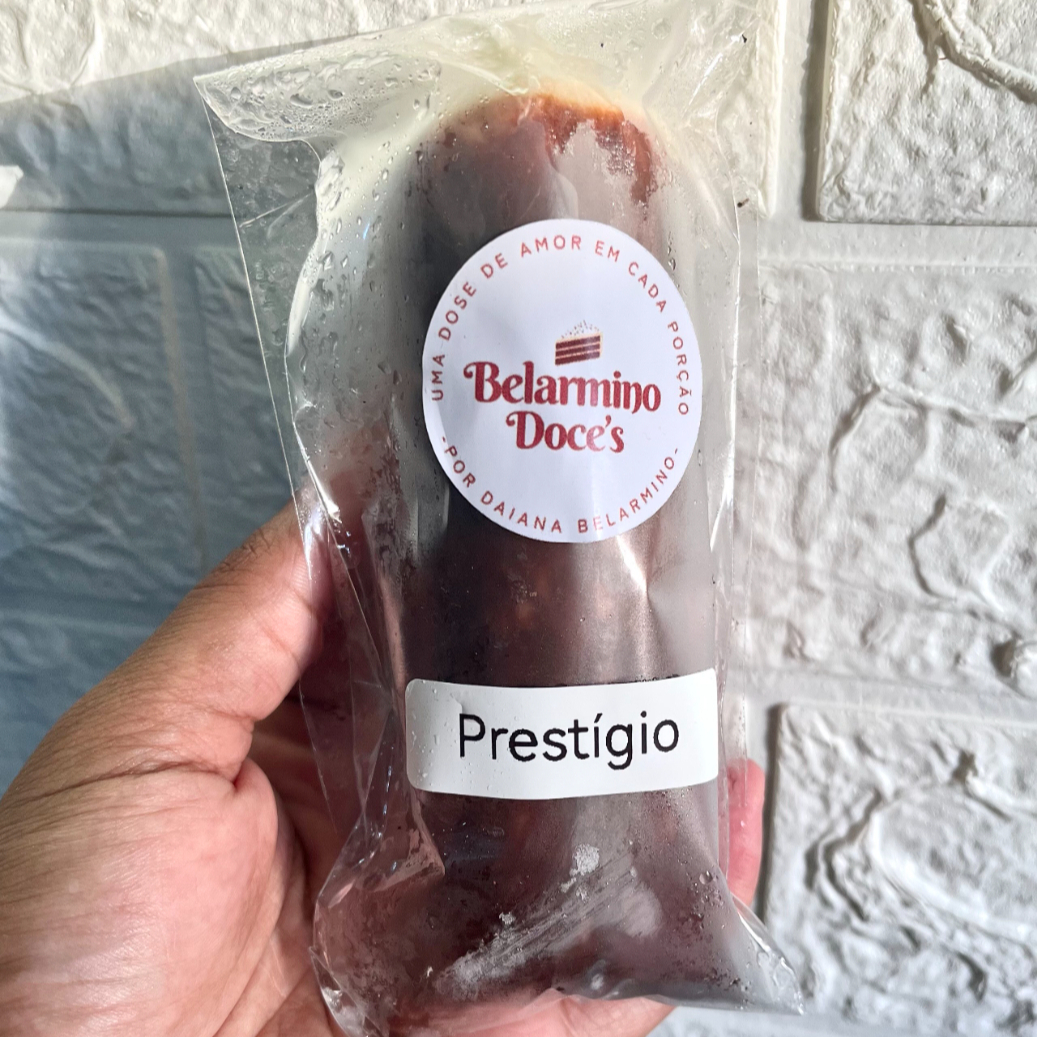 UMA DOSE DE AMOR EM CADA PORÇÃO
Belarmino
Doce's
-POR DAIANA BELARMINO-
Prestígio